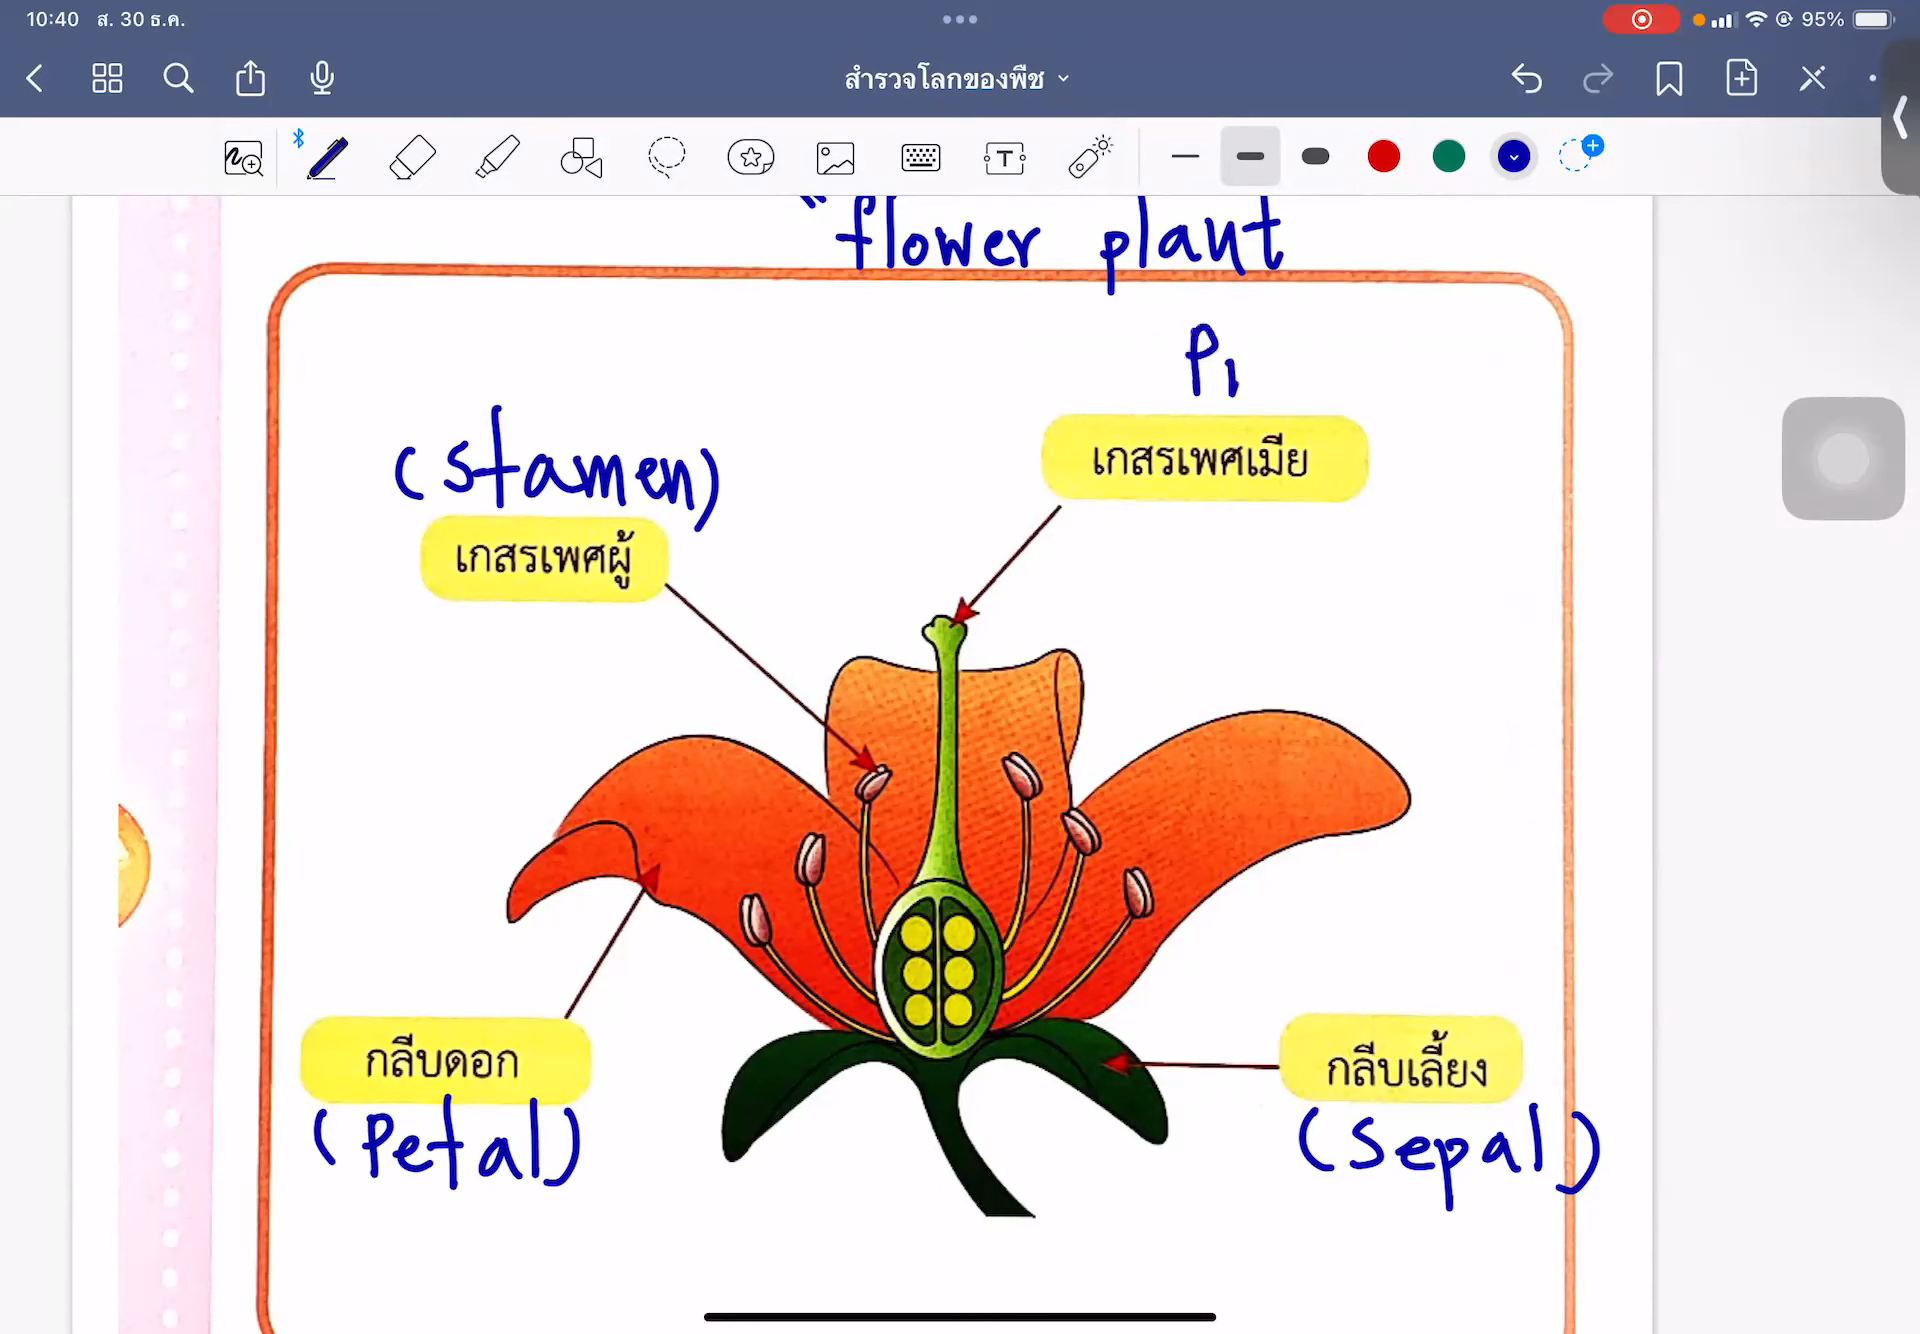 10:40 ส. 30 ธ.ค.
95%
สำรวจโลกของพืช
T
flower plant
Pi
(stamen)
เกสรเพศเมีย
เกสรเพศผู้
กลีบดอก
กลีบเลี้ยง
(Petal)
(Sepal)